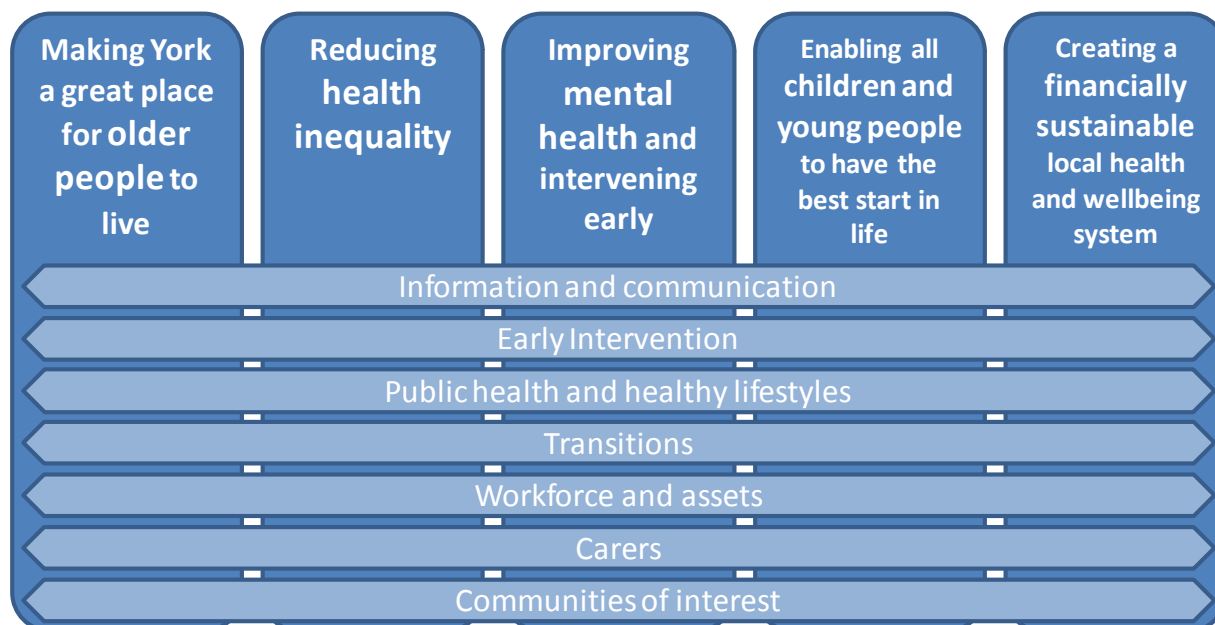 Making York
a great place
for older
people to
live
Reducing
health
inequality
Improving
mental
health and
intervening
early
Enabling all
children and
young people
to have the
best start in
life
Creating a
financially
sustainable
local health
and wellbeing
system
Information and communication
Early Intervention
Public health and healthy lifestyles
Transitions
Workforce and assets
Carers
Communities of interest